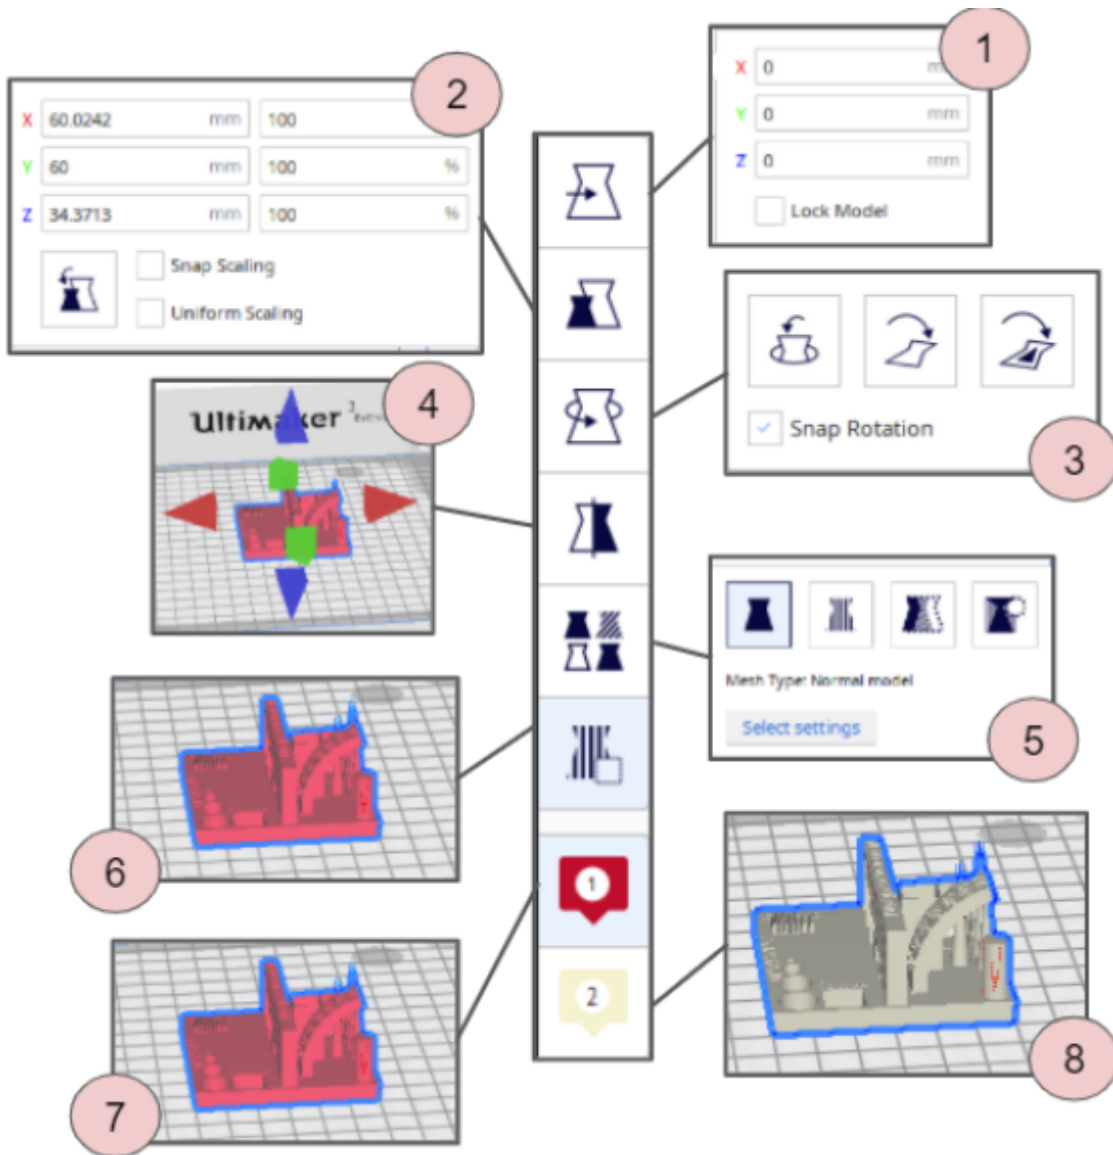 1
X 0 mm
Y 0 mm
Z 0 mm
Lock Model
2
X 60.0242 mm 100
Y 60 mm 100 %
Z 34.3713 mm 100 %
Snap Scaling
Uniform Scaling
Snap Rotation
3
4
Ultimaker
Mesh Type: Normal model
Select settings
5
6
1
7
2
8